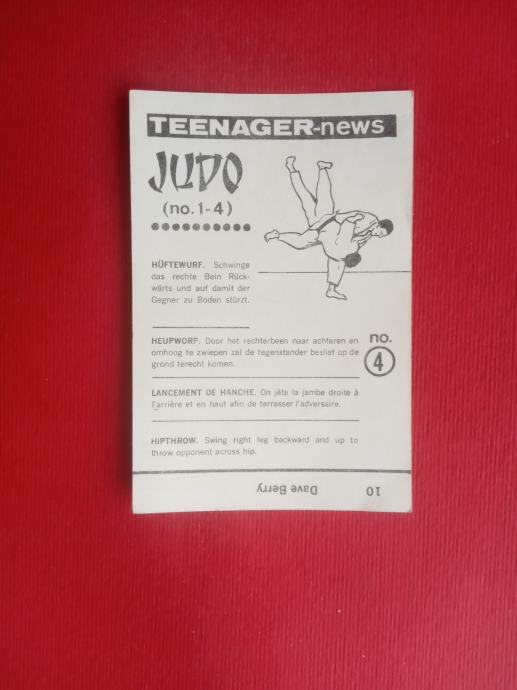 TEENAGER-news
JUDO
(no. 1-4)
HÜFTEWURF. Schwinge
das rechte Bein Rück-
wärts und auf damit der
Gegner zu Boden stürzt.
HEUPWORP. Door het rechterbeen naar achteren en
omhoog te zwiepen zal de tegenstander beslist op de
grond terecht komen.
no.
4
LANCEMENT DE HANCHE. On jète la jambe droite à
l'arrière et en haut afin de terrasser l'adversaire.
HIPTHROW. Swing right leg backward and up to
throw opponent across hip.
10 Dave Berry